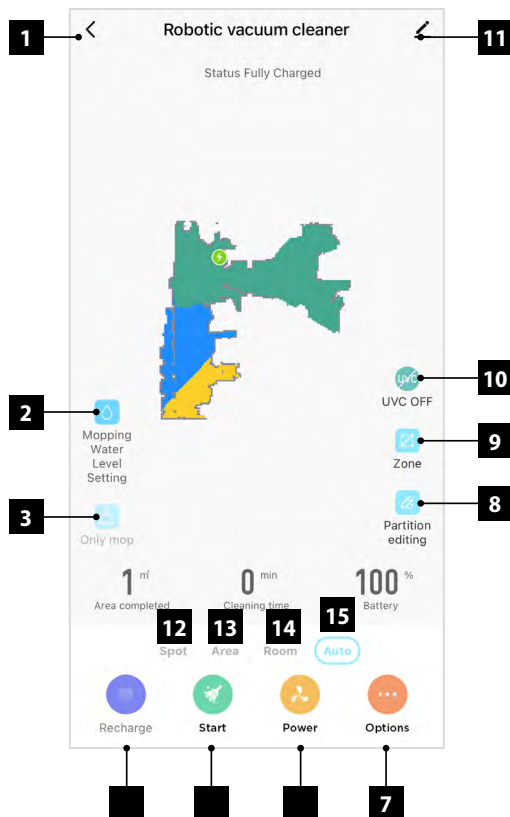 1
Robotic vacuum cleaner
11
Status Fully Charged
uvc
10
UVC OFF
2
Mopping
Water
Level
Setting
9
Zone
3
Only mop
8
Partition
editing
1 ㎡
0 min
100 %
Area completed
Cleaning time
Battery
12
13
14
15
Spot
Area
Room
Auto
Recharge
Start
Power
Options
7